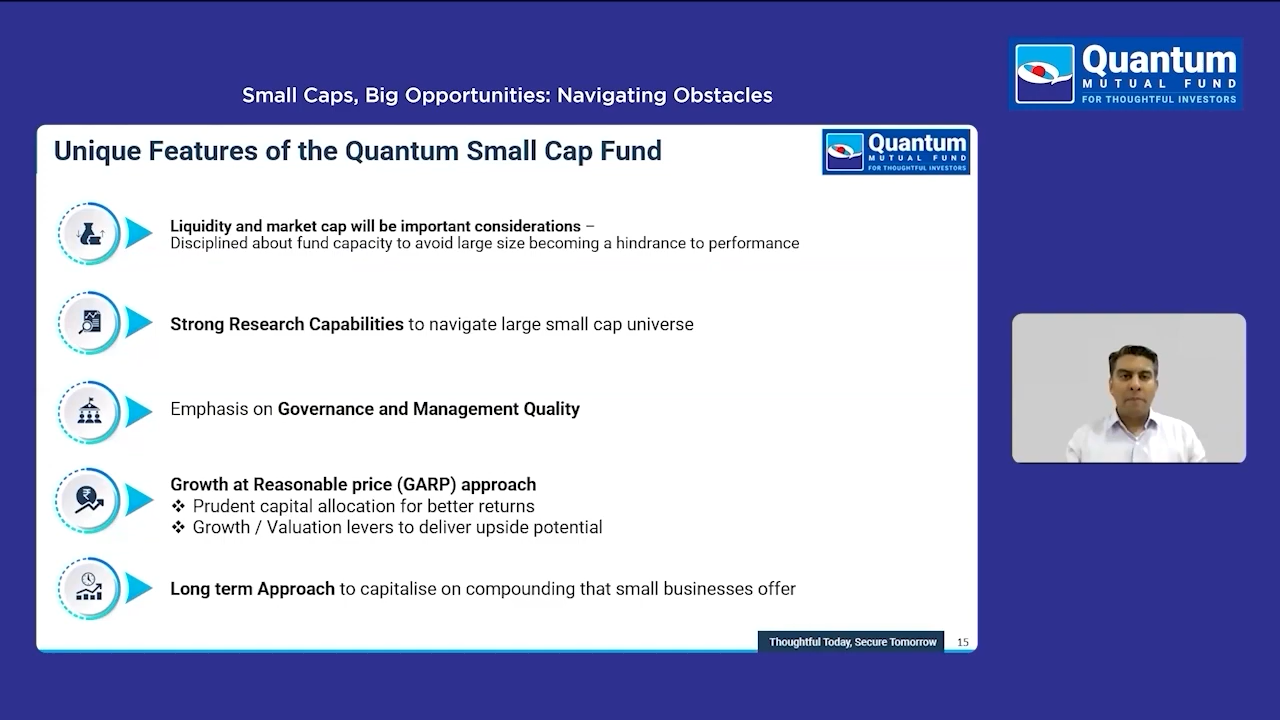 Small Caps, Big Opportunities: Navigating Obstacles
Quantum
MUTUAL FUND
FOR THOUGHTFUL INVESTORS
Unique Features of the Quantum Small Cap Fund
Quantum
MUTUAL FUND
FOR THOUGHTFUL INVESTORS
Liquidity and market cap will be important considerations –
Disciplined about fund capacity to avoid large size becoming a hindrance to performance
Strong Research Capabilities to navigate large small cap universe
Emphasis on Governance and Management Quality
₹
Growth at Reasonable price (GARP) approach
❖ Prudent capital allocation for better returns
❖ Growth / Valuation levers to deliver upside potential
Long term Approach to capitalise on compounding that small businesses offer
Thoughtful Today, Secure Tomorrow 15